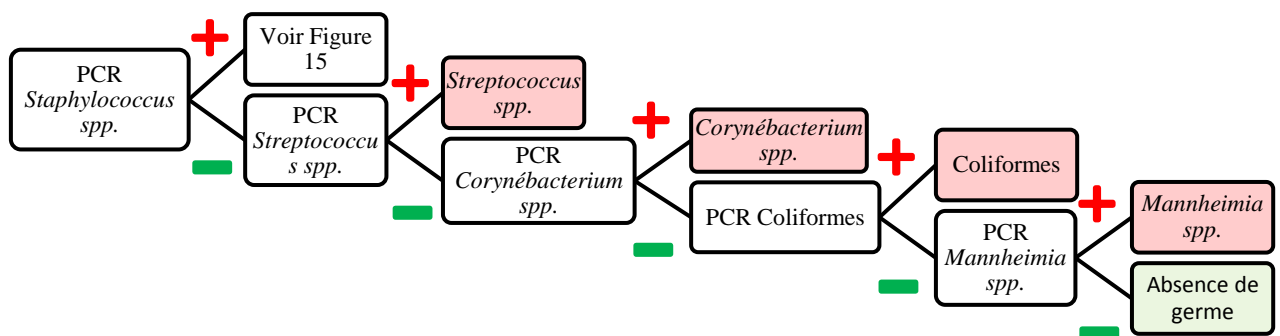 PCR
Staphylococcus
spp.
Voir Figure
15
PCR
Streptococcu
s spp.
Streptococcus
spp.
PCR
Corynébacterium
spp.
Corynébacterium
spp.
PCR Coliformes
Coliformes
PCR
Mannheimia
spp.
Mannheimia
spp.
Absence de
germe